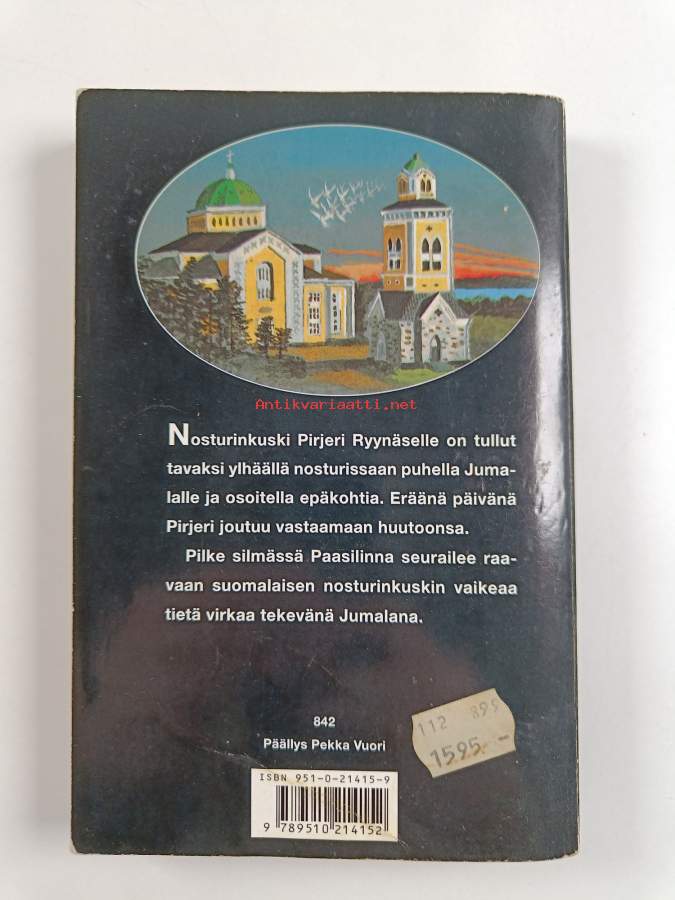 Antikvariaatti.net
Nosturinkuski Pirjeri Ryynäselle on tullut
tavaksi ylhäällä nosturissaan puhella Juma-
lalle ja osoitella epäkohtia. Eräänä päivänä
Pirjeri joutuu vastaamaan huutoonsa.
Pilke silmässä Paasilinna seurailee raa-
vaan suomalaisen nosturinkuskin vaikeaa
tietä virkaa tekevänä Jumalana.
112 899
1595.-
842
Päällys Pekka Vuori
ISBN 951-0-21415-9
9 789510 214152